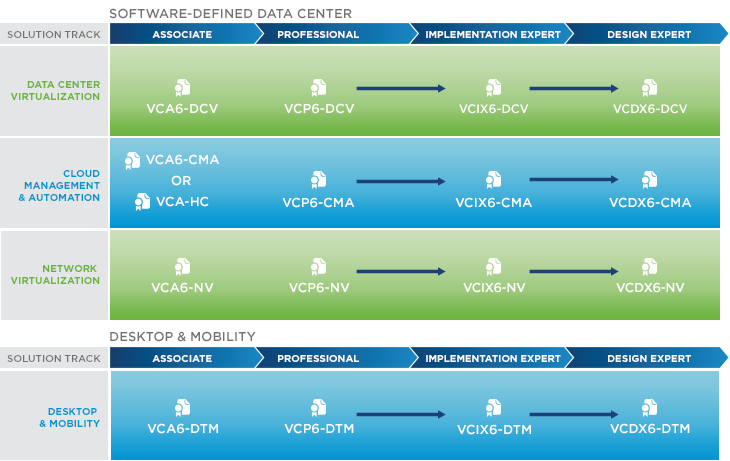 SOFTWARE-DEFINED DATA CENTER
SOLUTION TRACK ASSOCIATE PROFESSIONAL IMPLEMENTATION EXPERT DESIGN EXPERT
DATA CENTER
VIRTUALIZATION
VCA6-DCV VCP6-DCV VCIX6-DCV VCDX6-DCV
CLOUD
MANAGEMENT
& AUTOMATION
VCA6-CMA
OR
VCA-HC
VCP6-CMA VCIX6-CMA VCDX6-CMA
NETWORK
VIRTUALIZATION
VCA6-NV VCP6-NV VCIX6-NV VCDX6-NV
DESKTOP & MOBILITY
SOLUTION TRACK ASSOCIATE PROFESSIONAL IMPLEMENTATION EXPERT DESIGN EXPERT
DESKTOP
& MOBILITY
VCA6-DTM VCP6-DTM VCIX6-DTM VCDX6-DTM